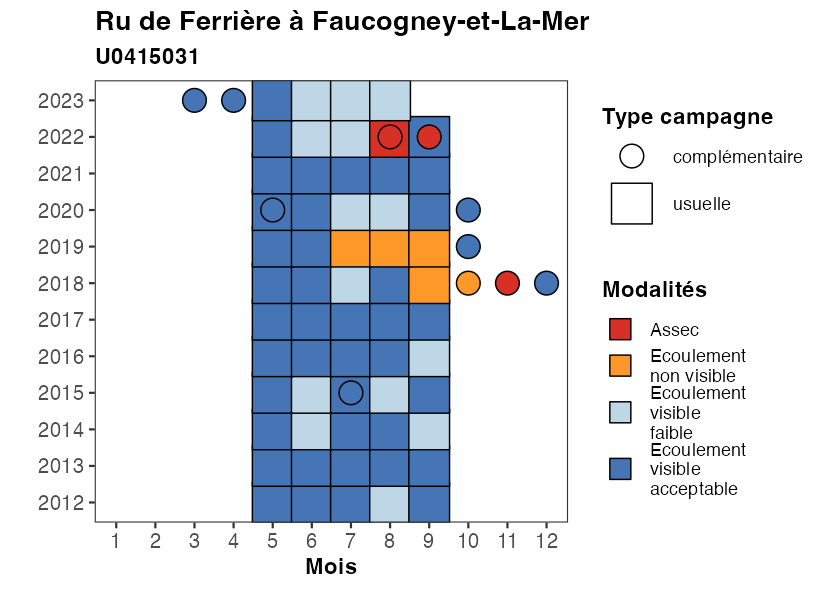 Ru de Ferrière à Faucogney-et-La-Mer
U0415031
2023
2022
2021
2020
2019
2018
2017
2016
2015
2014
2013
2012
1 2 3 4 5 6 7 8 9 10 11 12
Mois
Type campagne
complémentaire
usuelle
Modalités
Assec
Ecoulement
non visible
Ecoulement
visible
faible
Ecoulement
visible
acceptable